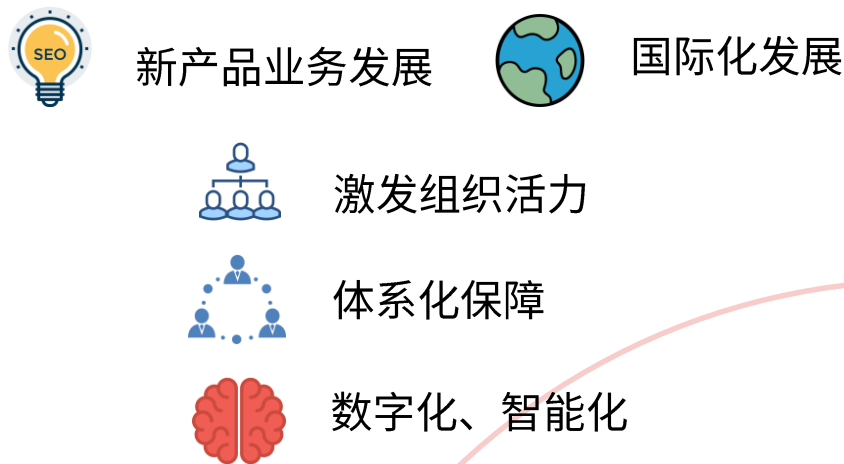 SEO
新产品业务发展
国际化发展
激发组织活力
体系化保障
数字化、智能化